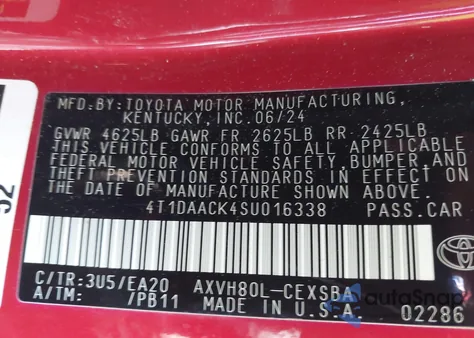 MFD. BY:TOYOTA MOTOR MANUFACTURING,
KENTUCKY, INC.06/24
GVWR 4625LB GAWR FR 2625LB RR 2425LB
THIS VEHICLE CONFORMS TO ALL APPLICABLE
FEDERAL MOTOR VEHICLE SAFETY, BUMPER AND
THEFT PREVENTION STANDARDS IN EFFECT ON
THE DATE OF MANUFACTURE SHOWN ABOVE.
4T1DAACK4SU016338 PASS.CAR
C/TR:3U5/EA20 AXVH80L-CEXSBA
A/TM: /PB11 MADE IN U.S.A. 02286
AutoSnap
52